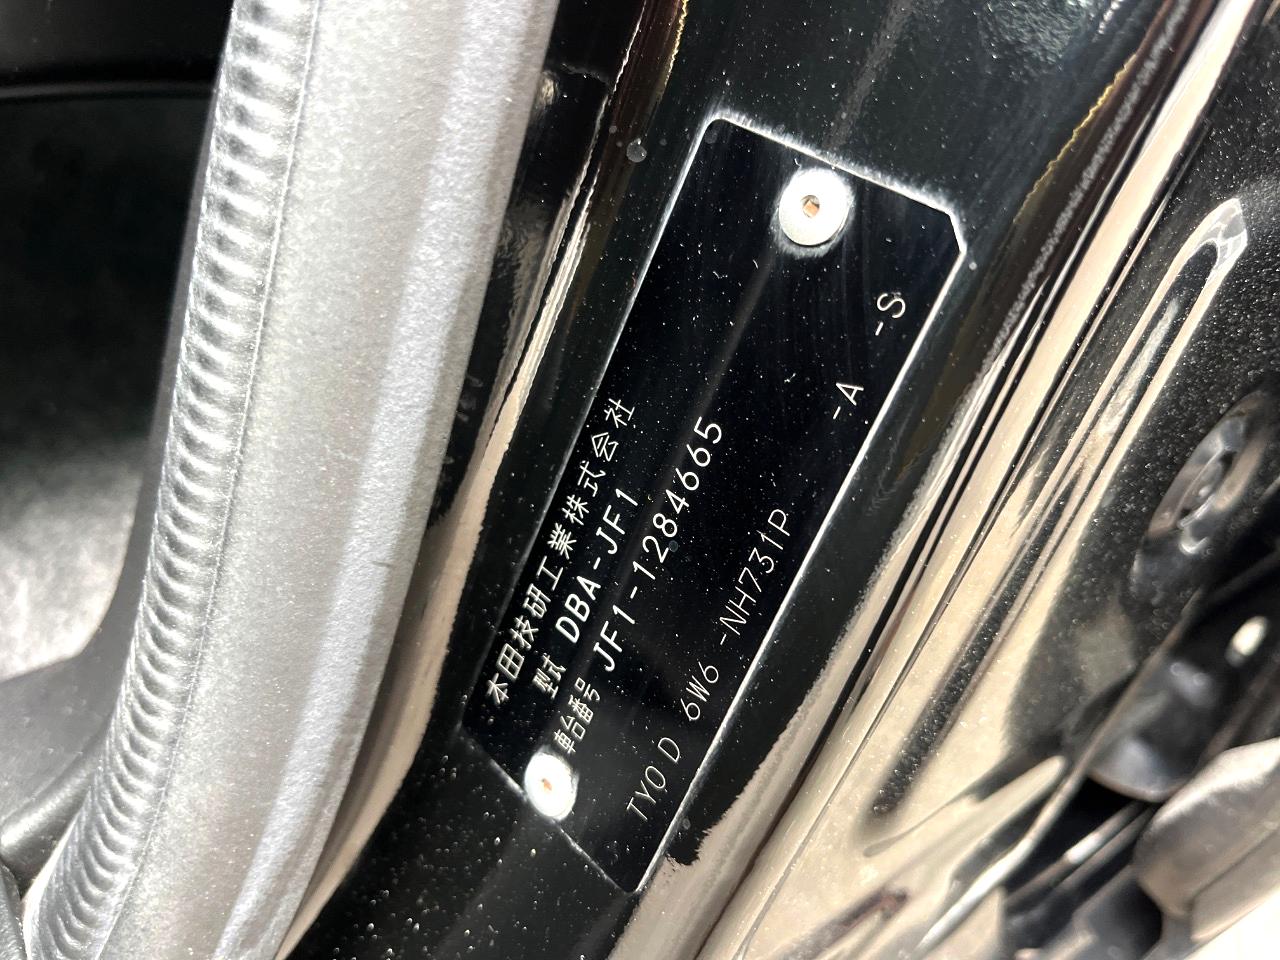 本田技研工業株式会社
型式 DBA-JF1
車台番号 JF1-1284665
TY0 D 6W6 -NH731P -A -S